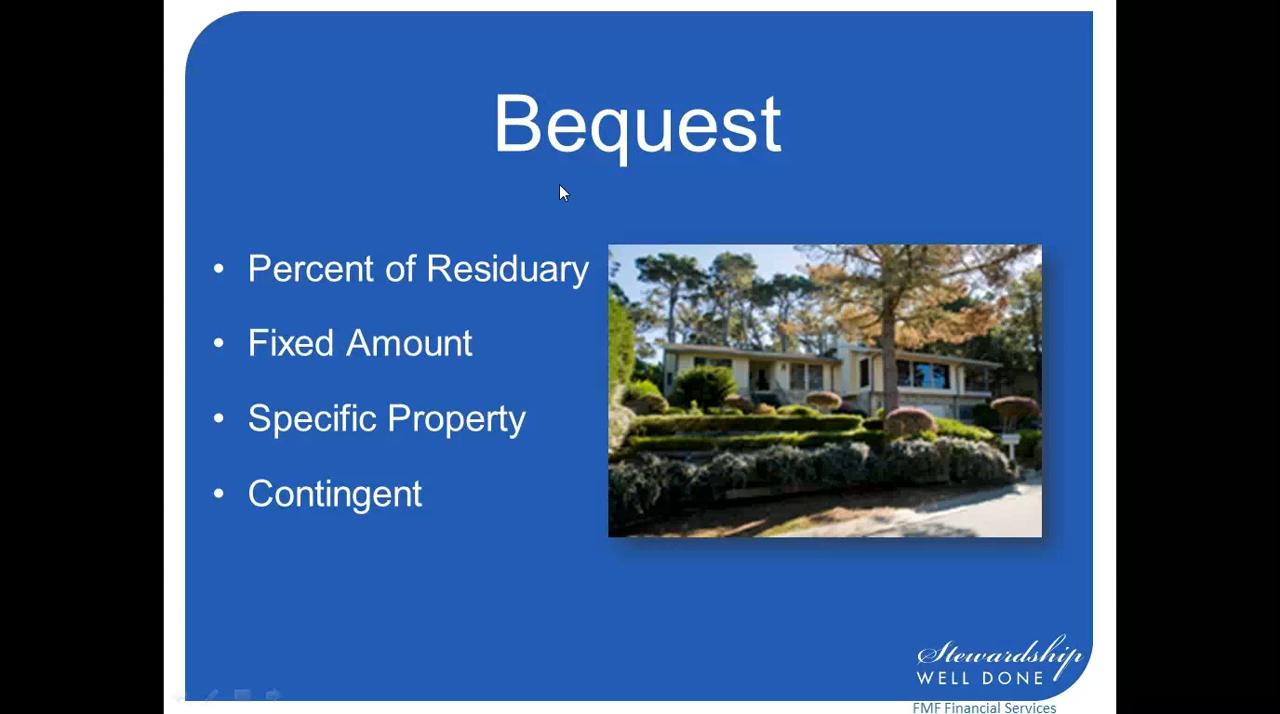 Bequest
• Percent of Residuary
• Fixed Amount
• Specific Property
• Contingent
Stewardship
WELL DONE
FMF Financial Services